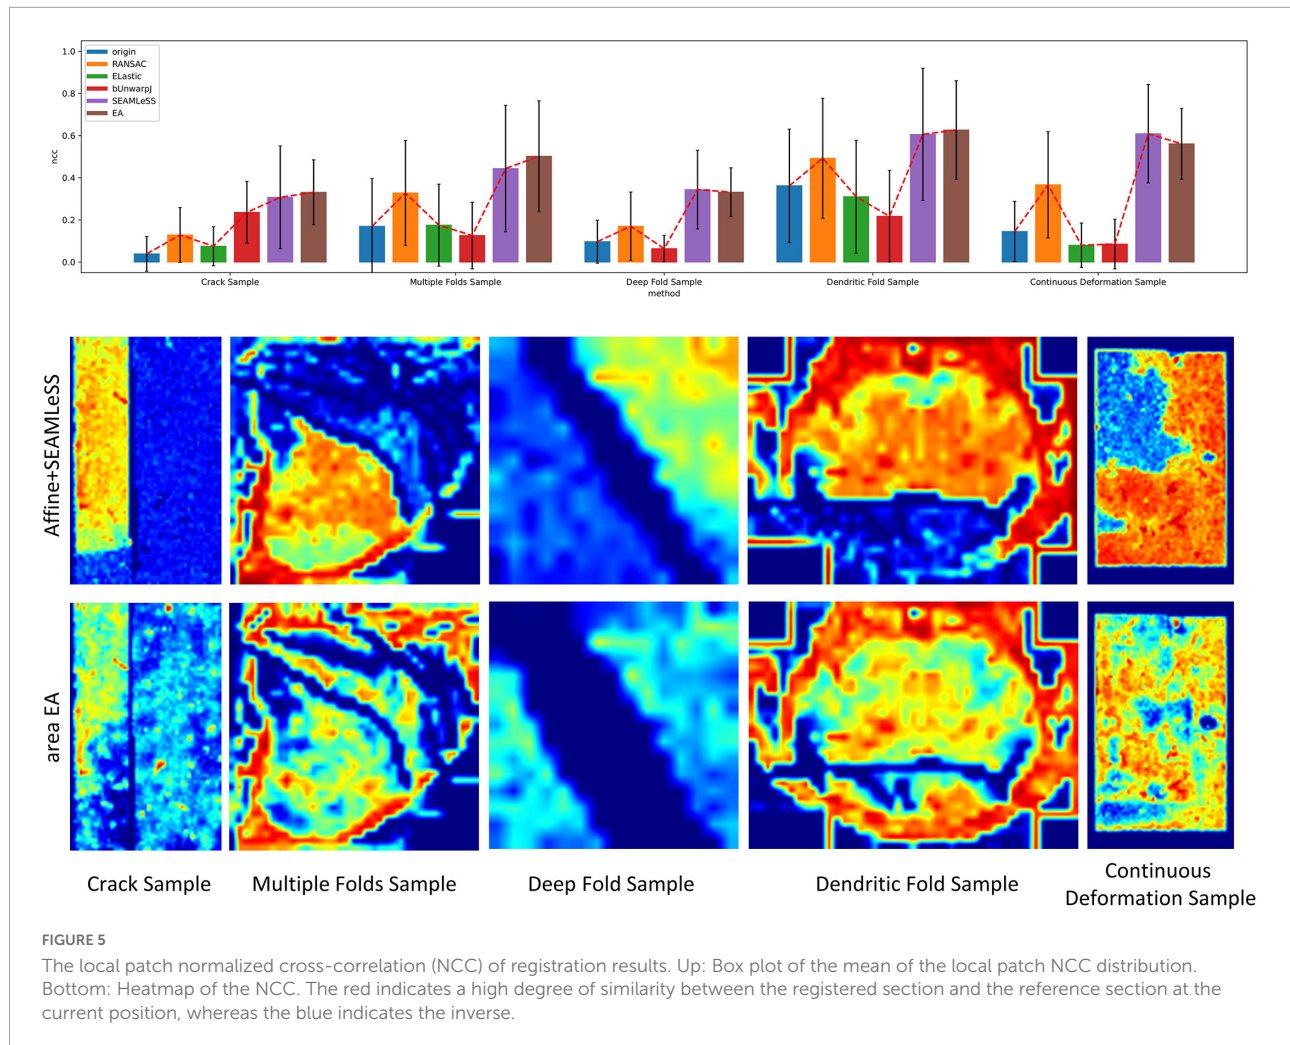 1.0
0.8
0.6
0.4
0.2
0.0
ncc
origin
RANSAC
ELastic
bUnwarpJ
SEAMLeSS
EA
Crack Sample
Multiple Folds Sample
Deep Fold Sample
Dendritic Fold Sample
Continuous Deformation Sample
method
Affine+SEAMLeSS
area EA
Crack Sample
Multiple Folds Sample
Deep Fold Sample
Dendritic Fold Sample
Continuous
Deformation Sample
FIGURE 5
The local patch normalized cross-correlation (NCC) of registration results. Up: Box plot of the mean of the local patch NCC distribution.
Bottom: Heatmap of the NCC. The red indicates a high degree of similarity between the registered section and the reference section at the
current position, whereas the blue indicates the inverse.